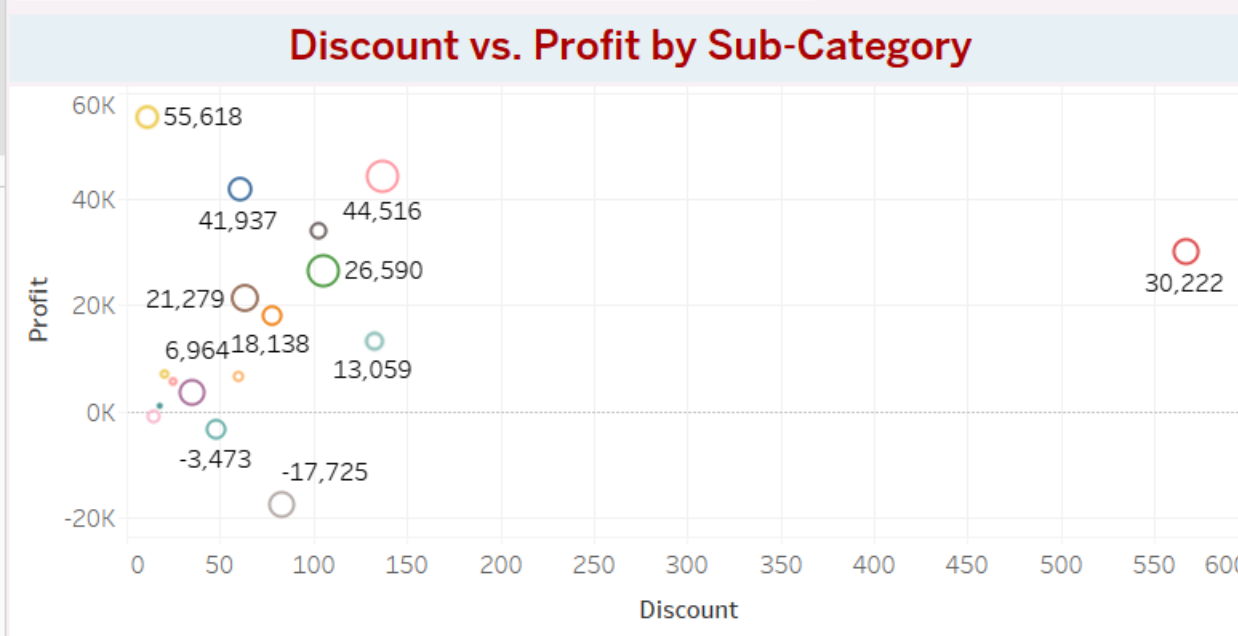 Discount vs. Profit by Sub-Category
60K
55,618
40K
41,937
44,516
26,590
30,222
21,279
20K
Profit
6,964
18,138
13,059
0K
-3,473
-17,725
-20K
0 50 100 150 200 250 300 350 400 450 500 550 600
Discount